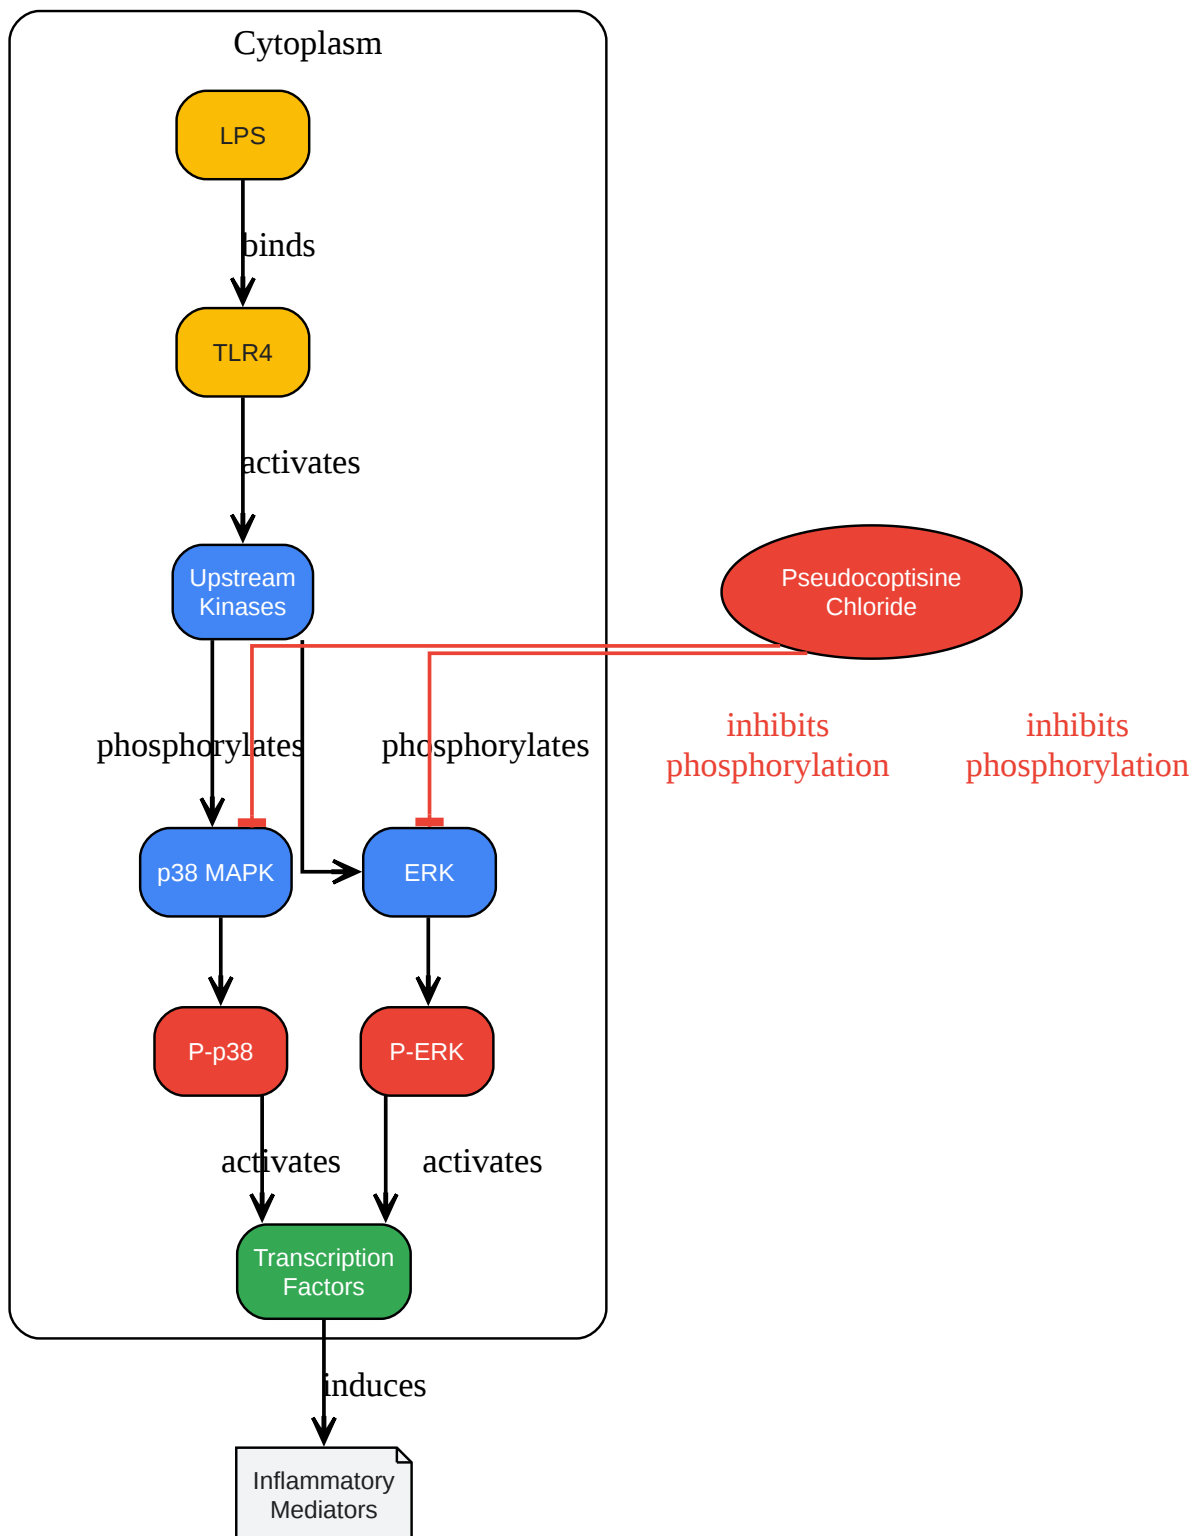 Cytoplasm
LPS
binds
TLR4
activates
Upstream
Kinases
Pseudocoptisine
Chloride
phosphorylates
phosphorylates
inhibits
phosphorylation
inhibits
phosphorylation
p38 MAPK
ERK
P-p38
P-ERK
activates
activates
Transcription
Factors
induces
Inflammatory
Mediators